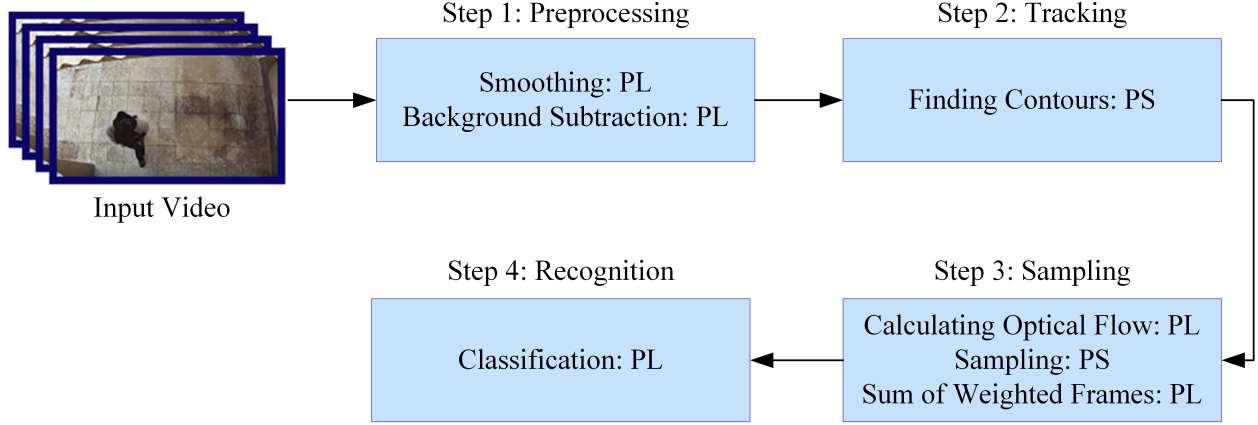 Step 1: Preprocessing
Step 2: Tracking
Smoothing: PL
Background Subtraction: PL
Finding Contours: PS
Input Video
Step 3: Sampling
Calculating Optical Flow: PL
Sampling: PS
Sum of Weighted Frames: PL
Step 4: Recognition
Classification: PL